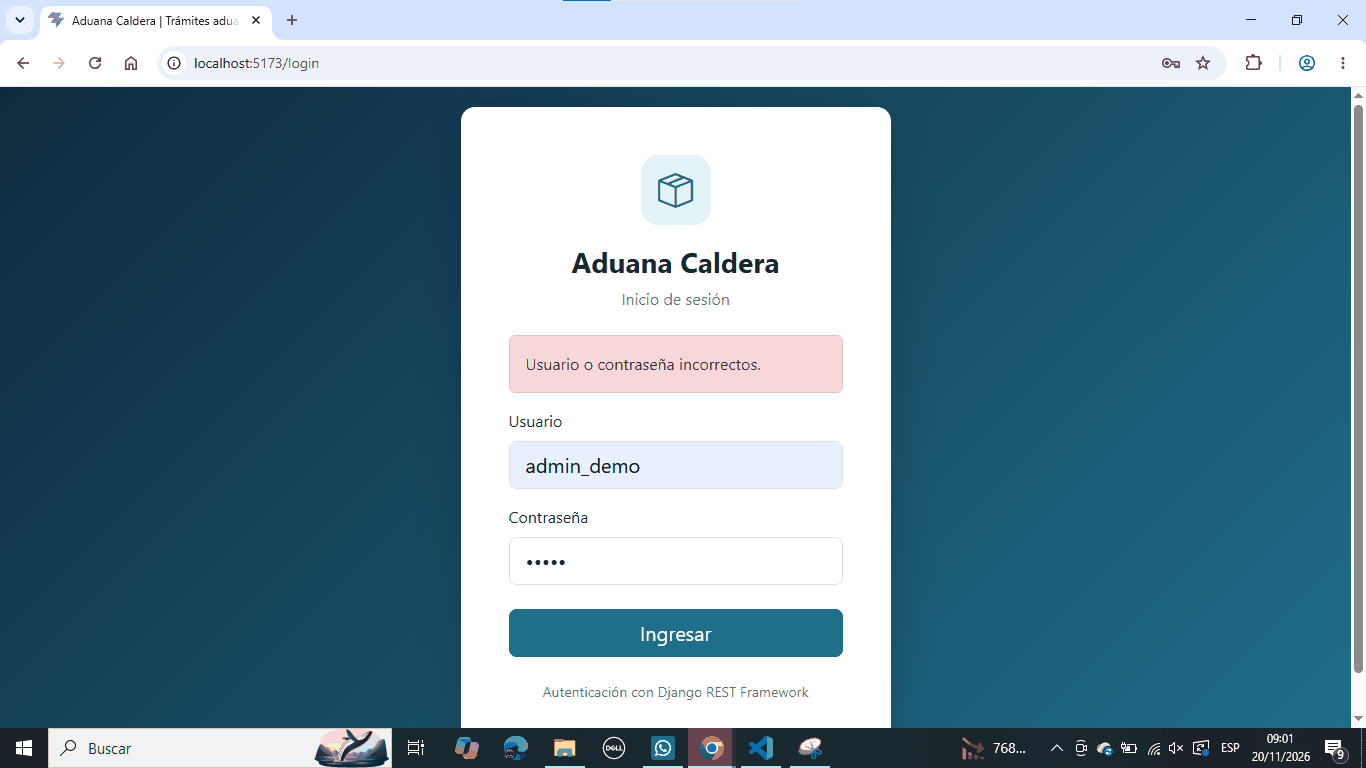 Aduana Caldera | Trámites adua
localhost:5173/login
Aduana Caldera
Inicio de sesión
Usuario o contraseña incorrectos.
Usuario
admin_demo
Contraseña
•••••
Ingresar
Autenticación con Django REST Framework
Buscar
DELL
768...
ESP
09:01
20/11/2026
9